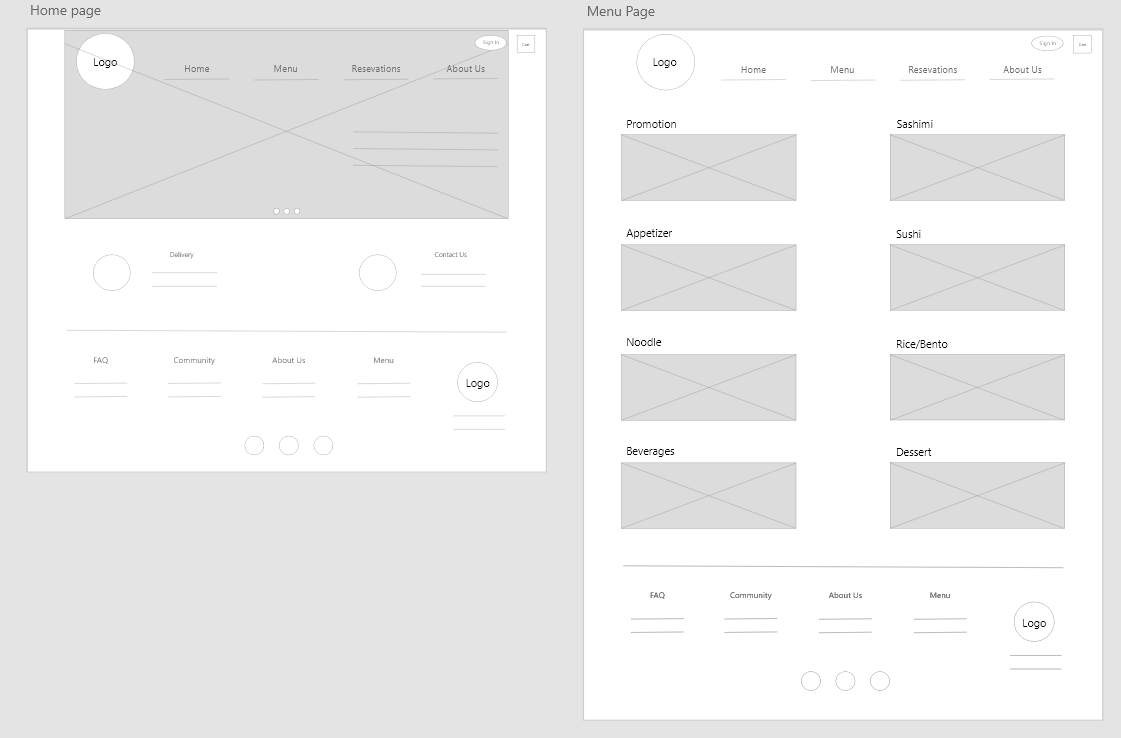 Home page
Sign In
Cart
Logo
Home Menu Resevations About Us
Delivery
Contact Us
FAQ Community About Us Menu
Logo
Menu Page
Sign In
Cart
Logo
Home Menu Resevations About Us
Promotion Sashimi
Appetizer Sushi
Noodle Rice/Bento
Beverages Dessert
FAQ Community About Us Menu
Logo